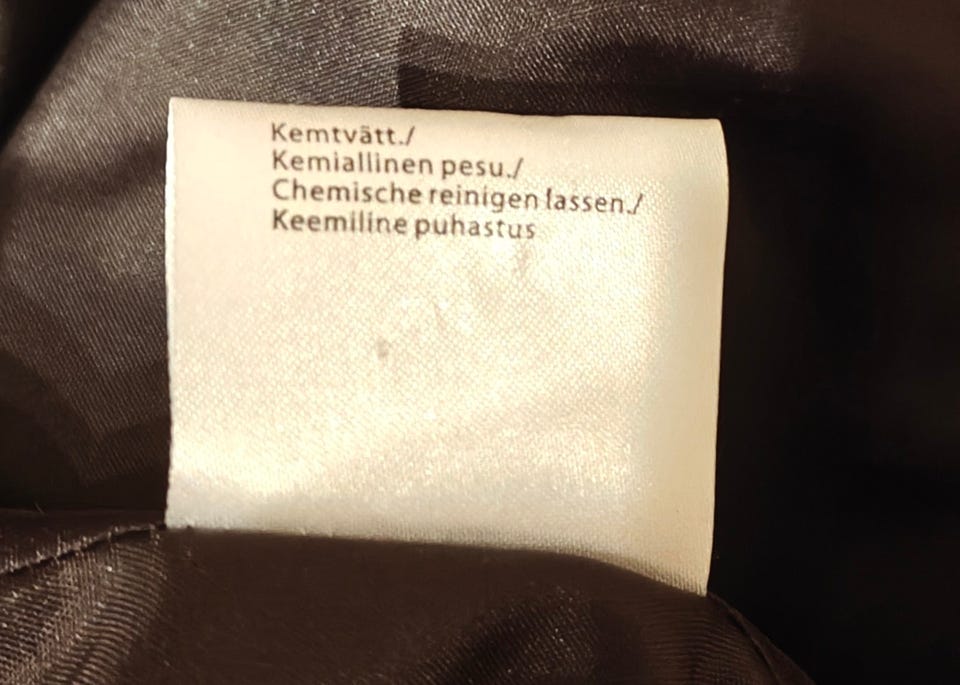 Kemtvätt./
Kemiallinen pesu./
Chemische reinigen lassen./
Keemiline puhastus